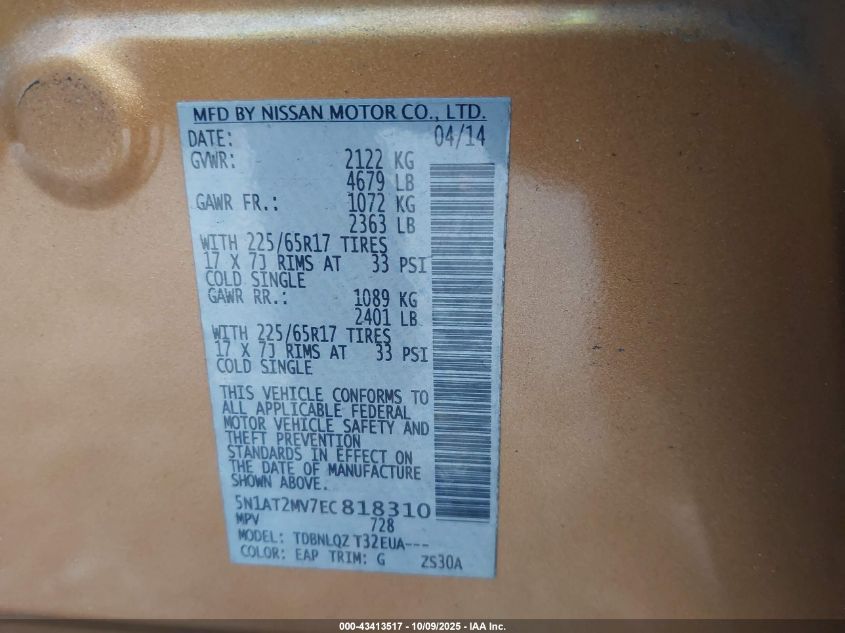 MFD BY NISSAN MOTOR CO., LTD.
DATE: 04/14
GVWR: 2122 KG
4679 LB
GAWR FR.: 1072 KG
2363 LB
WITH 225/65R17 TIRES
17 X 7J RIMS AT 33 PSI
COLD SINGLE
GAWR RR.: 1089 KG
2401 LB
WITH 225/65R17 TIRES
17 X 7J RIMS AT 33 PSI
COLD SINGLE
THIS VEHICLE CONFORMS TO
ALL APPLICABLE FEDERAL
MOTOR VEHICLE SAFETY AND
THEFT PREVENTION
STANDARDS IN EFFECT ON
THE DATE OF MANUFACTURE
SHOWN ABOVE.
5N1AT2MV7EC818310
MPV 728
MODEL: TDBNLQZ T32EUA---
COLOR: EAP TRIM: G ZS30A
000-43413517 - 10/09/2025 - IAA Inc.